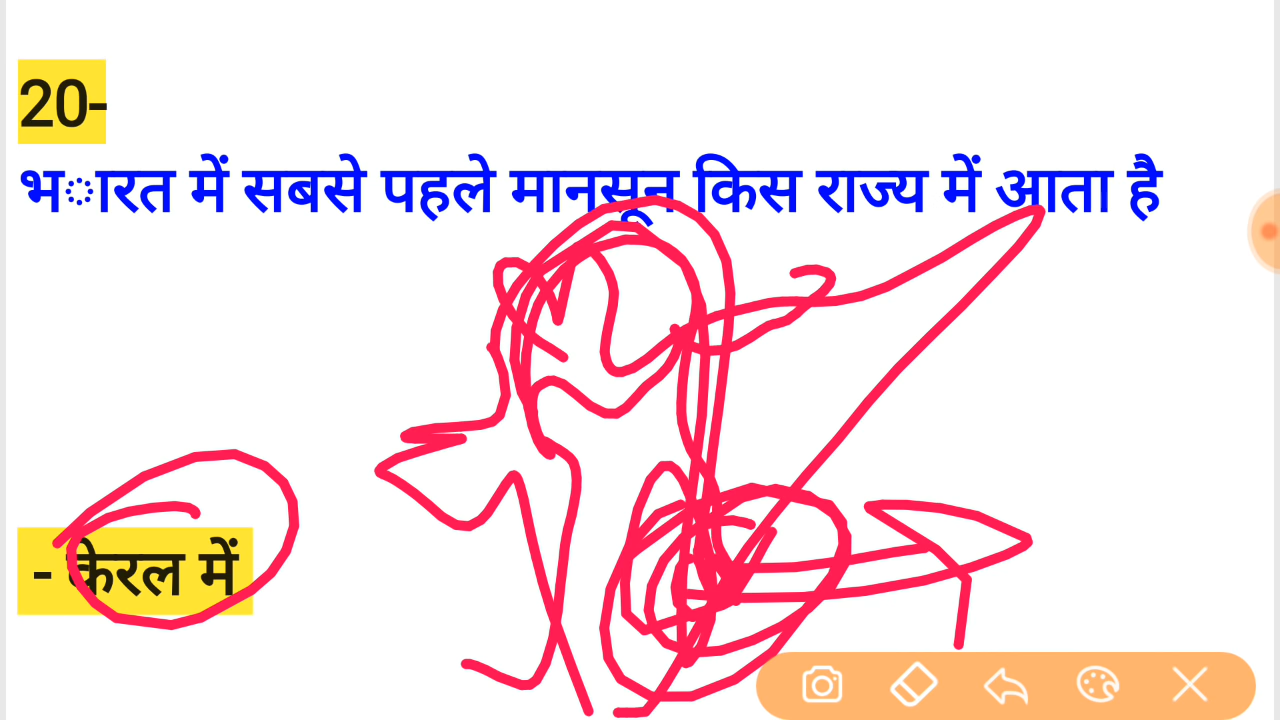 20-
भारत में सबसे पहले मानसून किस राज्य में आता है
- केरल में